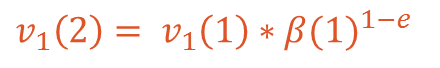 v₁(2) = v₁(1) * β(1)¹⁻ᵉ